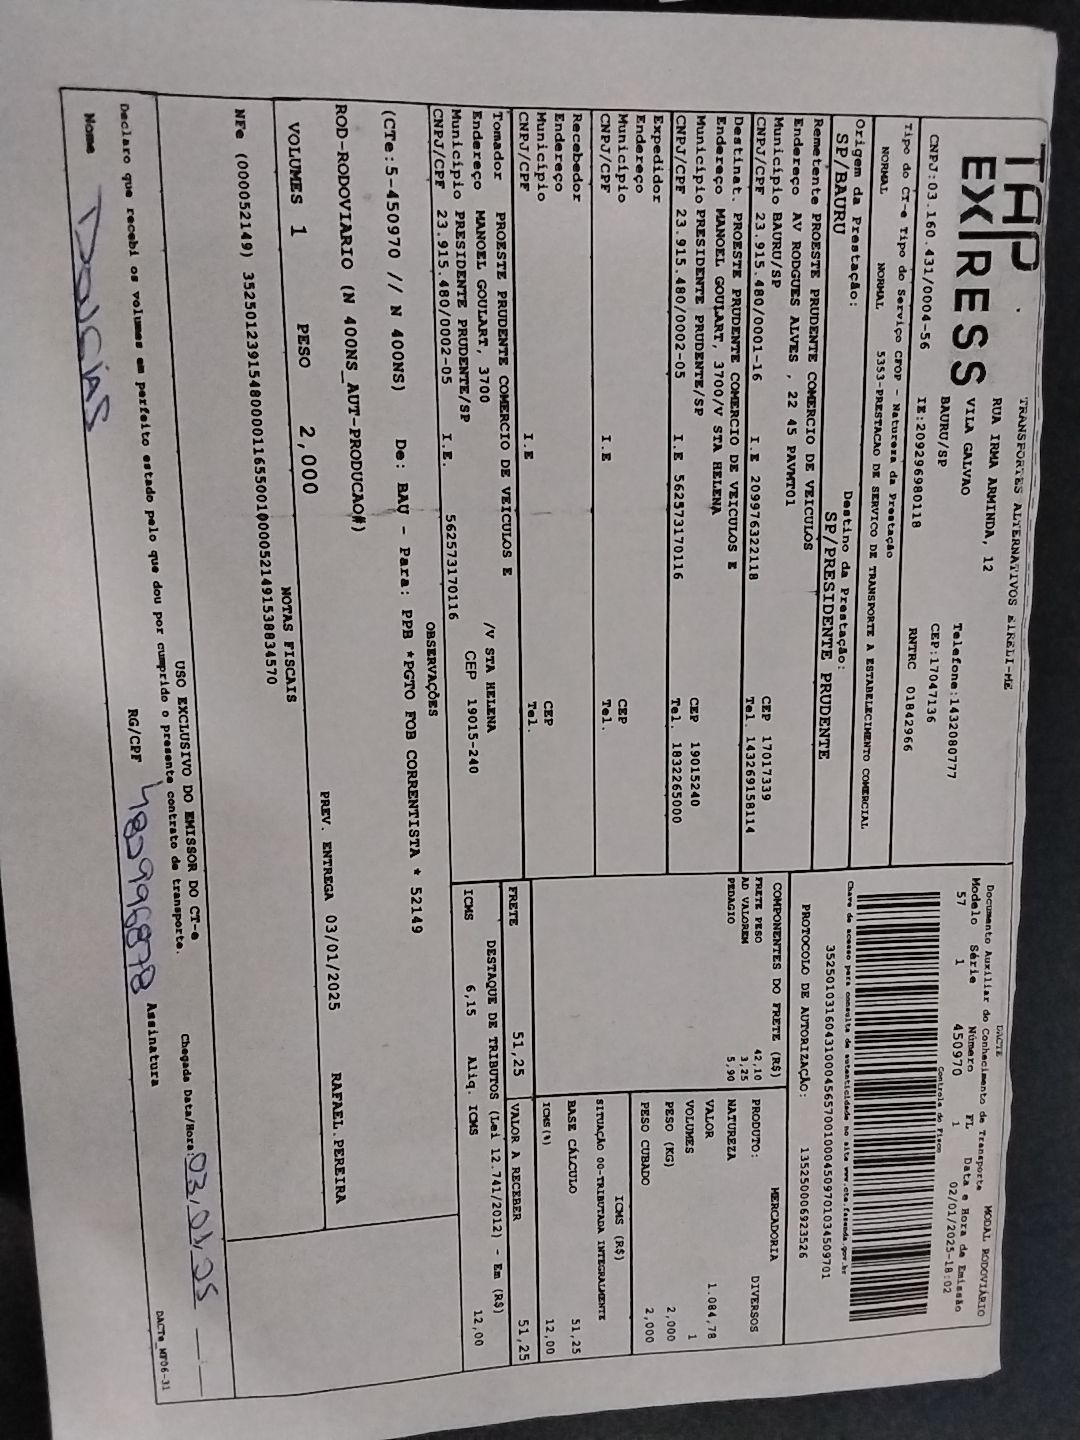 TAP
EXPRESS
TRANSPORTES ALTERNATIVOS EIRELI-ME
RUA IRMA ARMINDA, 12
VILA GALVAO Telefone:1432080777
BAURU/SP CEP:17047136
CNPJ:03.160.431/0004-56 IE:209296980118 RNTRC 01842966
Tipo do CT-e Tipo do Serviço CFOP - Natureza da Prestação
NORMAL NORMAL 5353-PRESTACAO DE SERVICO DE TRANSPORTE A ESTABELECIMENTO COMERCIAL
Origem da Prestação: Destino da Prestação:
SP/BAURU SP/PRESIDENTE PRUDENTE
Remetente PROESTE PRUDENTE COMERCIO DE VEICULOS
Endereço AV RODGUES ALVES , 22 45 PAVMT01
Município BAURU/SP CEP 17017339
CNPJ/CPF 23.915.480/0001-16 I.E 209976322118 Tel. 143269158114
Destinat. PROESTE PRUDENTE COMERCIO DE VEICULOS E
Endereço MANOEL GOULART, 3700/V STA HELENA
Município PRESIDENTE PRUDENTE/SP CEP 19015240
CNPJ/CPF 23.915.480/0002-05 I.E 562573170116 Tel. 1832265000
Expedidor
Endereço
Município CEP
CNPJ/CPF I.E Tel.
Recebedor
Endereço
Município CEP
CNPJ/CPF I.E Tel.
Tomador PROESTE PRUDENTE COMERCIO DE VEICULOS E
Endereço MANOEL GOULART, 3700 /V STA HELENA
Município PRESIDENTE PRUDENTE/SP CEP 19015-240
CNPJ/CPF 23.915.480/0002-05 I.E. 562573170116
DACTE MODAL RODOVIÁRIO
Documento Auxiliar do Conhecimento de Transporte
Modelo Série Número FL Data e Hora de Emissão
57 1 450970 1 02/01/2025-18:02
Controle do Fisco
Chave de acesso para consulta de autenticidade no site www.cte.fazenda.gov.br
35250103160431000456570010004509701034509701
PROTOCOLO DE AUTORIZAÇÃO: 135250006923526
COMPONENTES DO FRETE (R$)
FRETE PESO 42,10
AD VALOREM 3,25
PEDAGIO 5,90
MERCADORIA
PRODUTO: DIVERSOS
NATUREZA
VALOR 1.084,78
VOLUMES 1
PESO (KG) 2,000
PESO CUBADO 2,000
ICMS (R$)
SITUAÇÃO 00-TRIBUTADA INTEGRALMENTE
BASE CÁLCULO 51,25
ICMS(%) 12,00
FRETE 51,25 VALOR A RECEBER 51,25
DESTAQUE DE TRIBUTOS (Lei 12.741/2012) - Em (R$)
ICMS 6,15 Aliq. ICMS 12,00
OBSERVAÇÕES
(CTe:5-450970 // N 400NS) De: BAU - Para: PPB *PGTO FOB CORRENTISTA * 52149
ROD-RODOVIARIO (N 400NS_AUT-PRODUCAO#)
PREV. ENTREGA 03/01/2025 RAFAEL.PEREIRA
VOLUMES 1 PESO 2,000
NOTAS FISCAIS
NFe (000052149) 35250123915480000116550010000521491538834570
USO EXCLUSIVO DO EMISSOR DO CT-e
Declaro que recebi os volumes em perfeito estado pelo que dou por cumprido o presente contrato de transporte.
Chegada Data/Hora: 03/01/25
Nome DOUGLAS RG/CPF 4809996878 Assinatura
DACTe_MF06-31